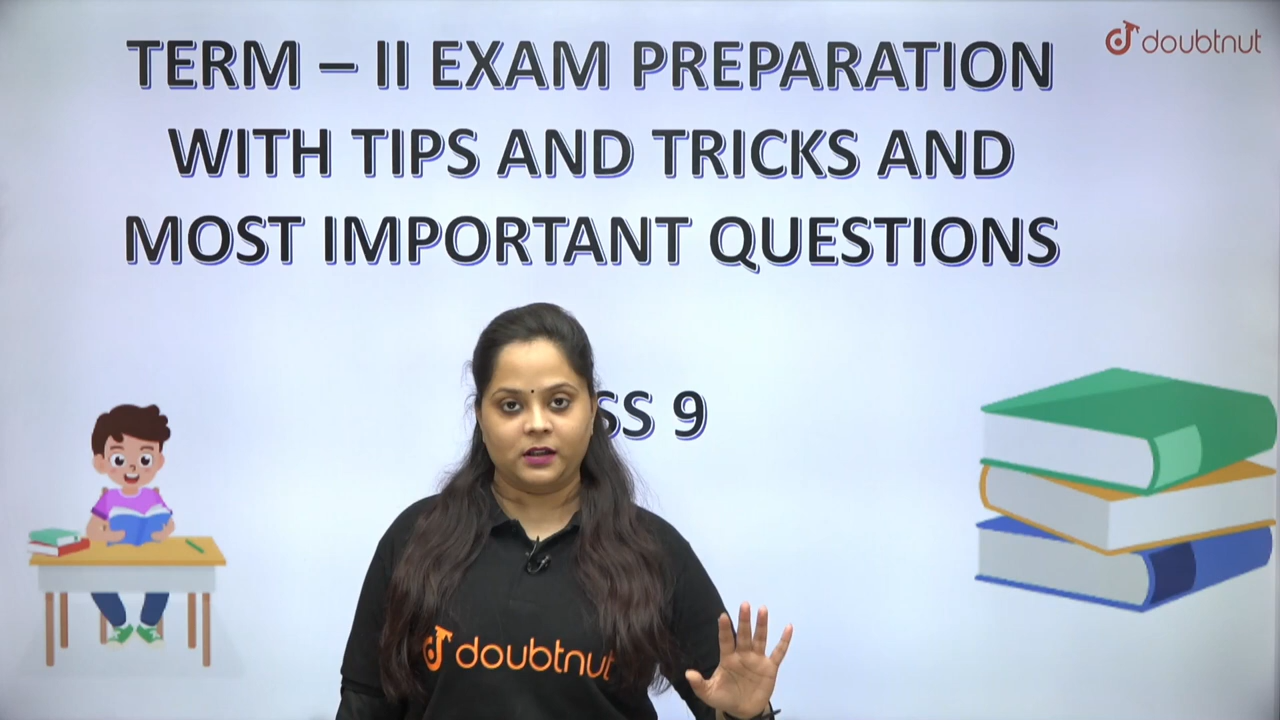 doubtnut
TERM – II EXAM PREPARATION
WITH TIPS AND TRICKS AND
MOST IMPORTANT QUESTIONS
SS 9
doubtnut